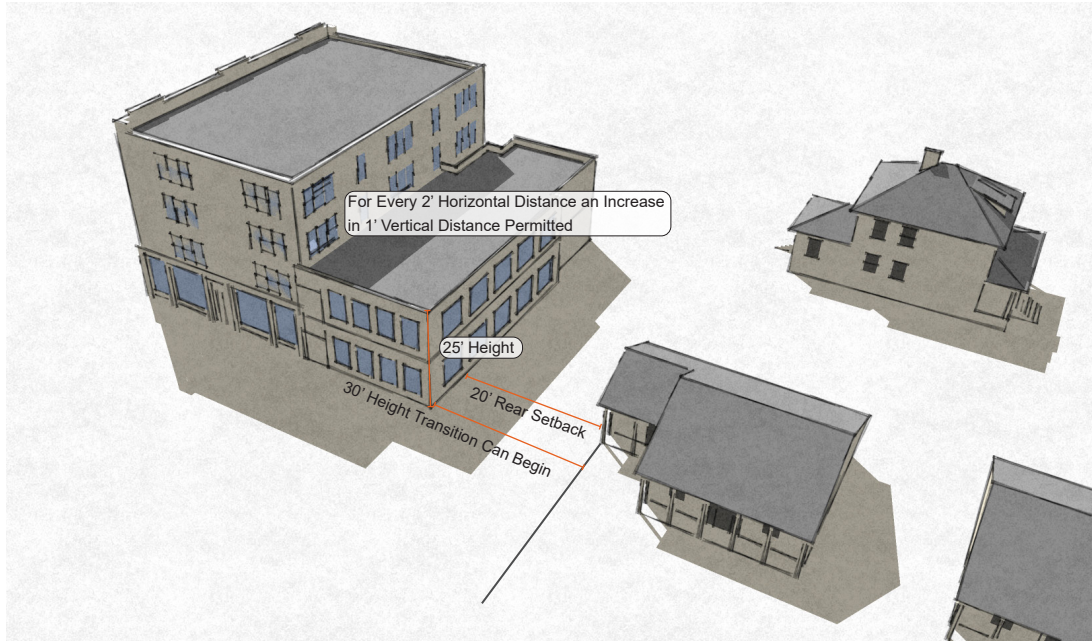 For Every 2’ Horizontal Distance an Increase
in 1’ Vertical Distance Permitted
25’ Height
20’ Rear Setback
30’ Height Transition Can Begin